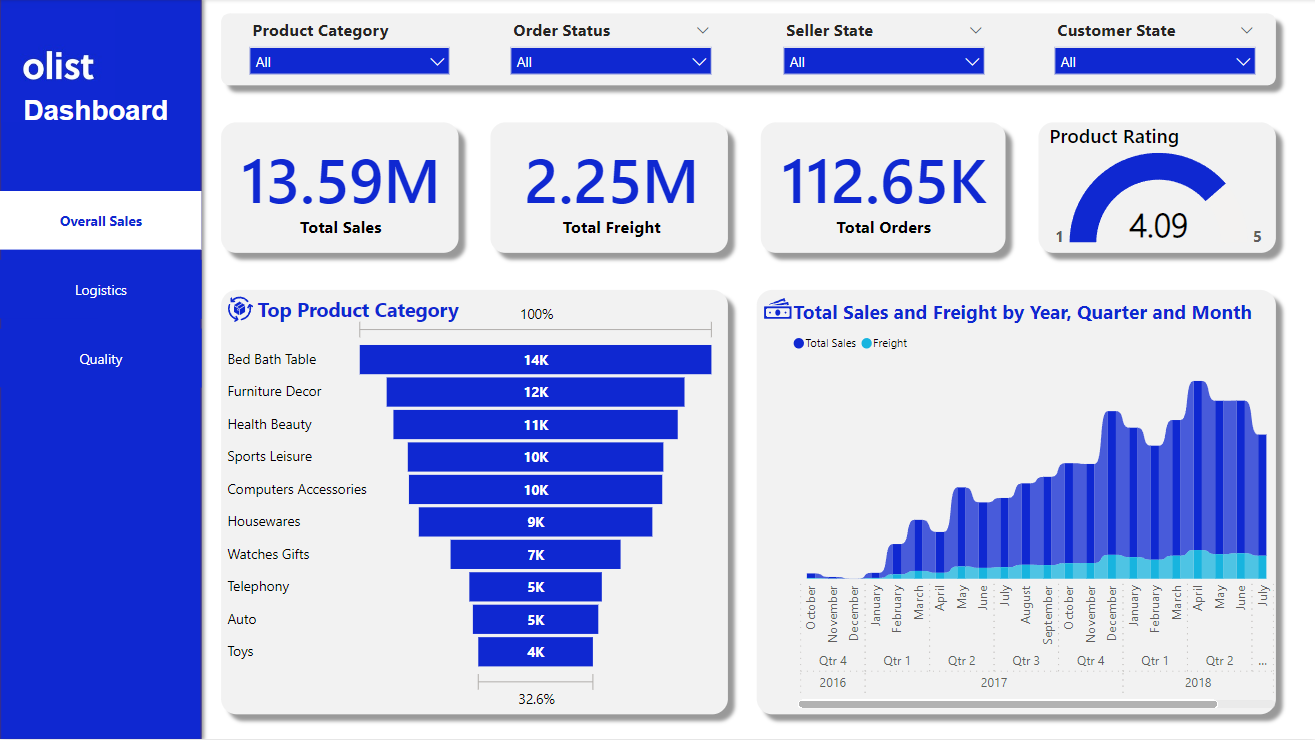 olist
Dashboard
Overall Sales
Logistics
Quality
Product Category
Order Status
Seller State
Customer State
All
All
All
All
13.59M
Total Sales
2.25M
Total Freight
112.65K
Total Orders
Product Rating
4.09
1
5
Top Product Category
100%
Bed Bath Table 14K
Furniture Decor 12K
Health Beauty 11K
Sports Leisure 10K
Computers Accessories 10K
Housewares 9K
Watches Gifts 7K
Telephony 5K
Auto 5K
Toys 4K
32.6%
Total Sales and Freight by Year, Quarter and Month
Total Sales Freight
October November December January February March April May June July August September October November December January February March April May June July
Qtr 4 Qtr 1 Qtr 2 Qtr 3 Qtr 4 Qtr 1 Qtr 2 ...
2016 2017 2018